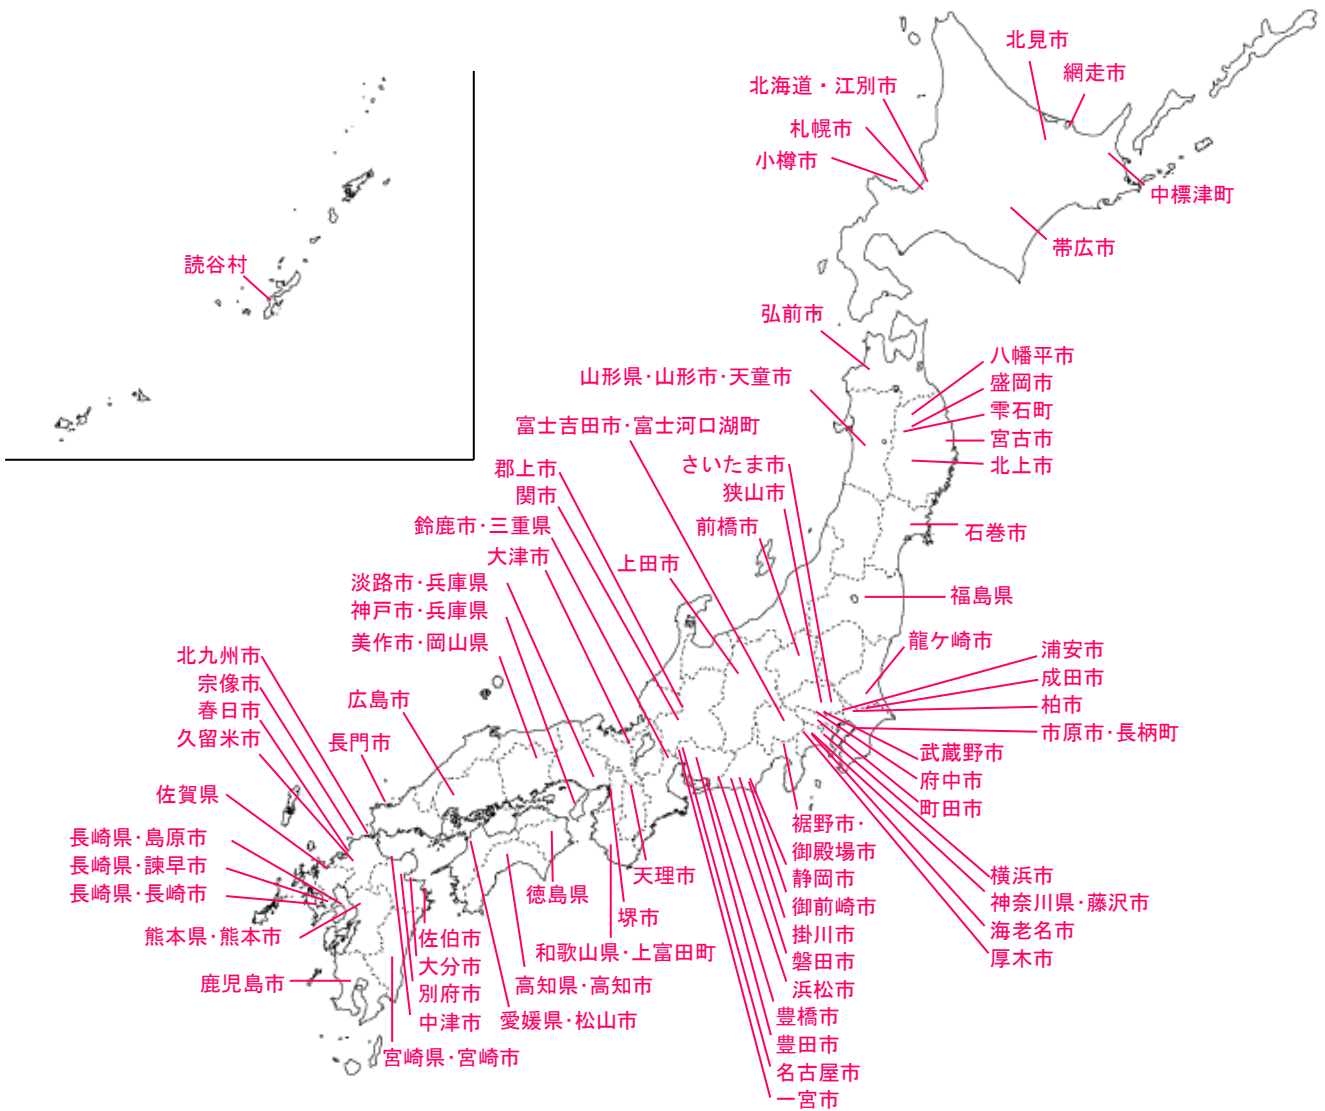 北見市
網走市
北海道・江別市
札幌市
小樽市
中標津町
帯広市
読谷村
弘前市
八幡平市
山形県・山形市・天童市
盛岡市
雫石町
富士吉田市・富士河口湖町
宮古市
さいたま市
北上市
郡上市
狭山市
関市
鈴鹿市・三重県
前橋市
石巻市
大津市
上田市
淡路市・兵庫県
福島県
神戸市・兵庫県
美作市・岡山県
龍ケ崎市
浦安市
北九州市
成田市
宗像市
広島市
柏市
春日市
市原市・長柄町
久留米市
長門市
武蔵野市
府中市
佐賀県
町田市
裾野市・
御殿場市
長崎県・島原市
長崎県・諫早市
長崎県・長崎市
天理市
静岡市
横浜市
徳島県
神奈川県・藤沢市
御前崎市
堺市
海老名市
熊本県・熊本市
佐伯市
掛川市
和歌山県・上富田町
厚木市
大分市
磐田市
鹿児島市
高知県・高知市
浜松市
別府市
豊橋市
中津市
愛媛県・松山市
豊田市
宮崎県・宮崎市
名古屋市
一宮市